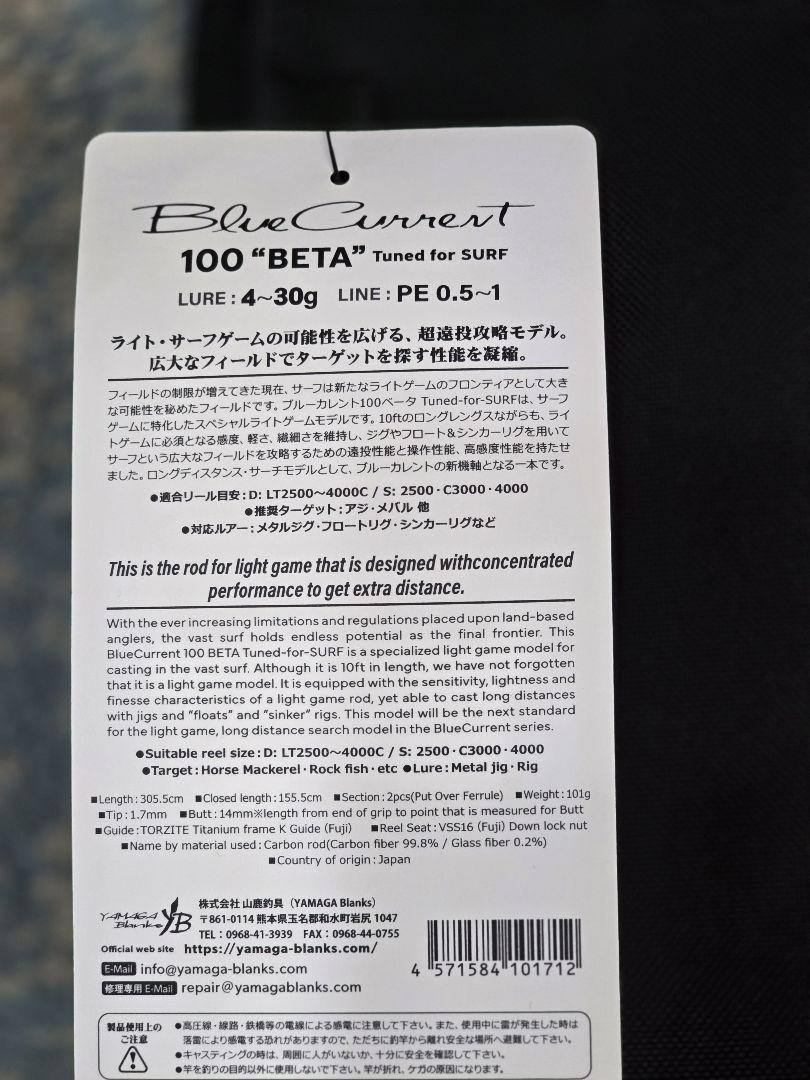 BlueCurrent
100 “BETA” Tuned for SURF
LURE : 4~30g LINE : PE 0.5~1
ライト・サーフゲームの可能性を広げる、超遠投攻略モデル。
広大なフィールドでターゲットを探す性能を凝縮。
フィールドの制限が増えてきた現在、サーフは新たなライトゲームのフロンティアとして大き
な可能性を秘めたフィールドです。ブルーカレント100ベータ Tuned-for-SURFは、サーフ
ゲームに特化したスペシャルライトゲームモデルです。10ftのロングレングスながらも、ライ
トゲームに必須となる感度、軽さ、繊細さを維持し、ジグやフロート&シンカーリグを用いて
サーフという広大なフィールドを攻略するための遠投性能と操作性能、高感度性能を持たせ
ました。ロングディスタンス・サーチモデルとして、ブルーカレントの新機軸となる一本です。
●適合リール目安：D: LT2500～4000C / S: 2500・C3000・4000
●推奨ターゲット：アジ・メバル 他
●対応ルアー：メタルジグ・フロートリグ・シンカーリグなど
This is the rod for light game that is designed withconcentrated
performance to get extra distance.
With the ever increasing limitations and regulations placed upon land-based
anglers, the vast surf holds endless potential as the final frontier. This
BlueCurrent 100 BETA Tuned-for-SURF is a specialized light game model for
casting in the vast surf. Although it is 10ft in length, we have not forgotten
that it is a light game model. It is equipped with the sensitivity, lightness and
finesse characteristics of a light game rod, yet able to cast long distances
with jigs and “floats” and “sinker” rigs. This model will be the next standard
for the light game, long distance search model in the BlueCurrent series.
●Suitable reel size：D: LT2500～4000C / S: 2500・C3000・4000
●Target：Horse Mackerel・Rock fish・etc ●Lure：Metal jig・Rig
■Length：305.5cm ■Closed length：155.5cm ■Section：2pcs(Put Over Ferrule) ■Weight：101g
■Tip：1.7mm ■Butt：14mm※length from end of grip to point that is measured for Butt
■Guide：TORZITE Titanium frame K Guide (Fuji) ■Reel Seat：VSS16 (Fuji) Down lock nut
■Name by material used：Carbon rod(Carbon fiber 99.8% / Glass fiber 0.2%)
■Country of origin：Japan
YAMAGA Blanks YB
株式会社 山鹿釣具（YAMAGA Blanks）
〒861-0114 熊本県玉名郡和水町岩尻 1047
TEL：0968-41-3939 FAX：0968-44-0755
Official web site https://yamaga-blanks.com/
E-Mail info@yamaga-blanks.com
修理専用 E-Mail repair@yamagablanks.com
4 571584 101712
製品使用上の
ご注意
●高圧線・線路・鉄橋等の電線による感電に注意して下さい。また、使用中に雷が発生した時は
落雷により感電する恐れがありますので、ただちに釣竿から離れ安全な場所へ避難して下さい。
●キャスティングの時は、周囲に人がいないか、十分に安全を確認して下さい。
●竿を釣りの目的以外に使用しないで下さい。竿が折れ、ケガの原因になります。